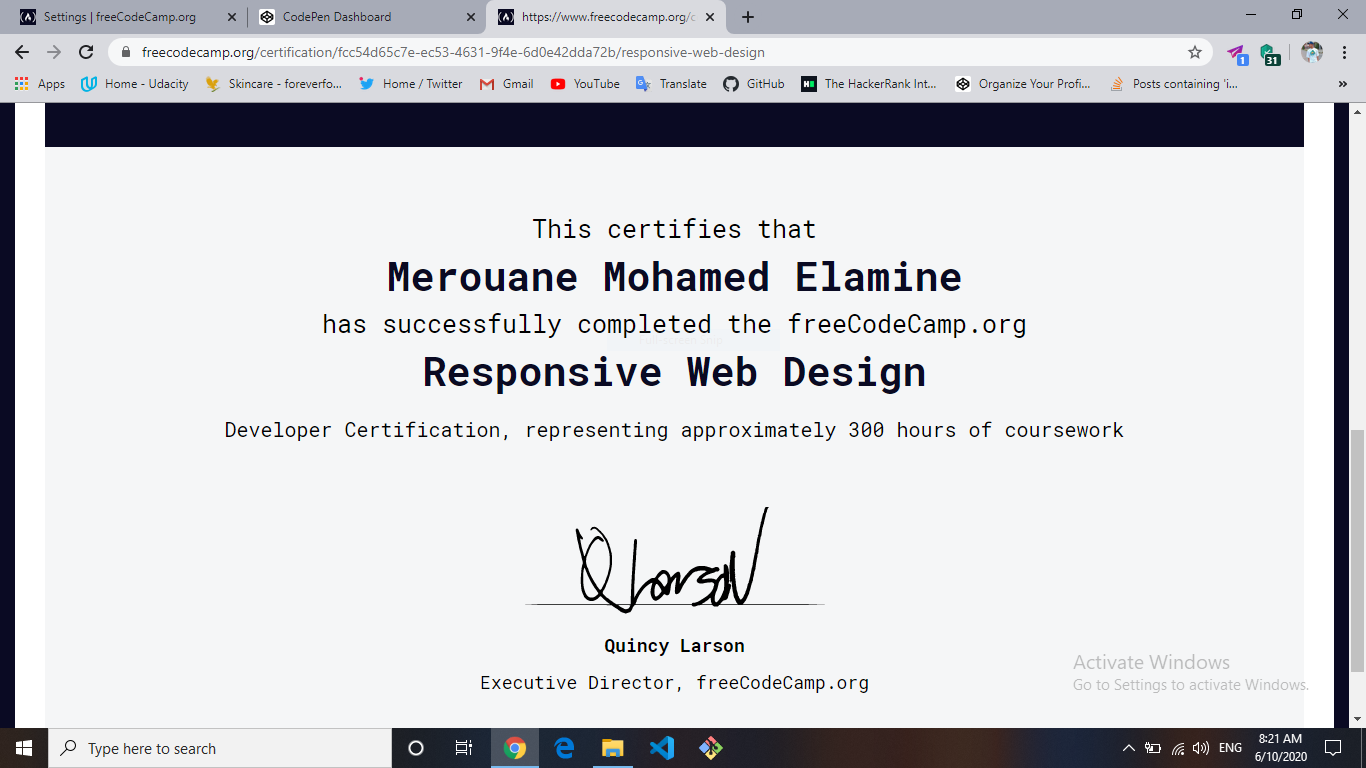 Settings | freeCodeCamp.org
CodePen Dashboard
https://www.freecodecamp.org/c
freecodecamp.org/certification/fcc54d65c7e-ec53-4631-9f4e-6d0e42dda72b/responsive-web-design
1
31
Apps
Home - Udacity
Skincare - foreverfo...
Home / Twitter
Gmail
YouTube
Translate
GitHub
The HackerRank Int...
Organize Your Profi...
Posts containing 'i...
»
This certifies that
Merouane Mohamed Elamine
has successfully completed the freeCodeCamp.org
Responsive Web Design
Developer Certification, representing approximately 300 hours of coursework
Q Larson
Quincy Larson
Executive Director, freeCodeCamp.org
Activate Windows
Go to Settings to activate Windows.
Type here to search
ENG
8:21 AM
6/10/2020